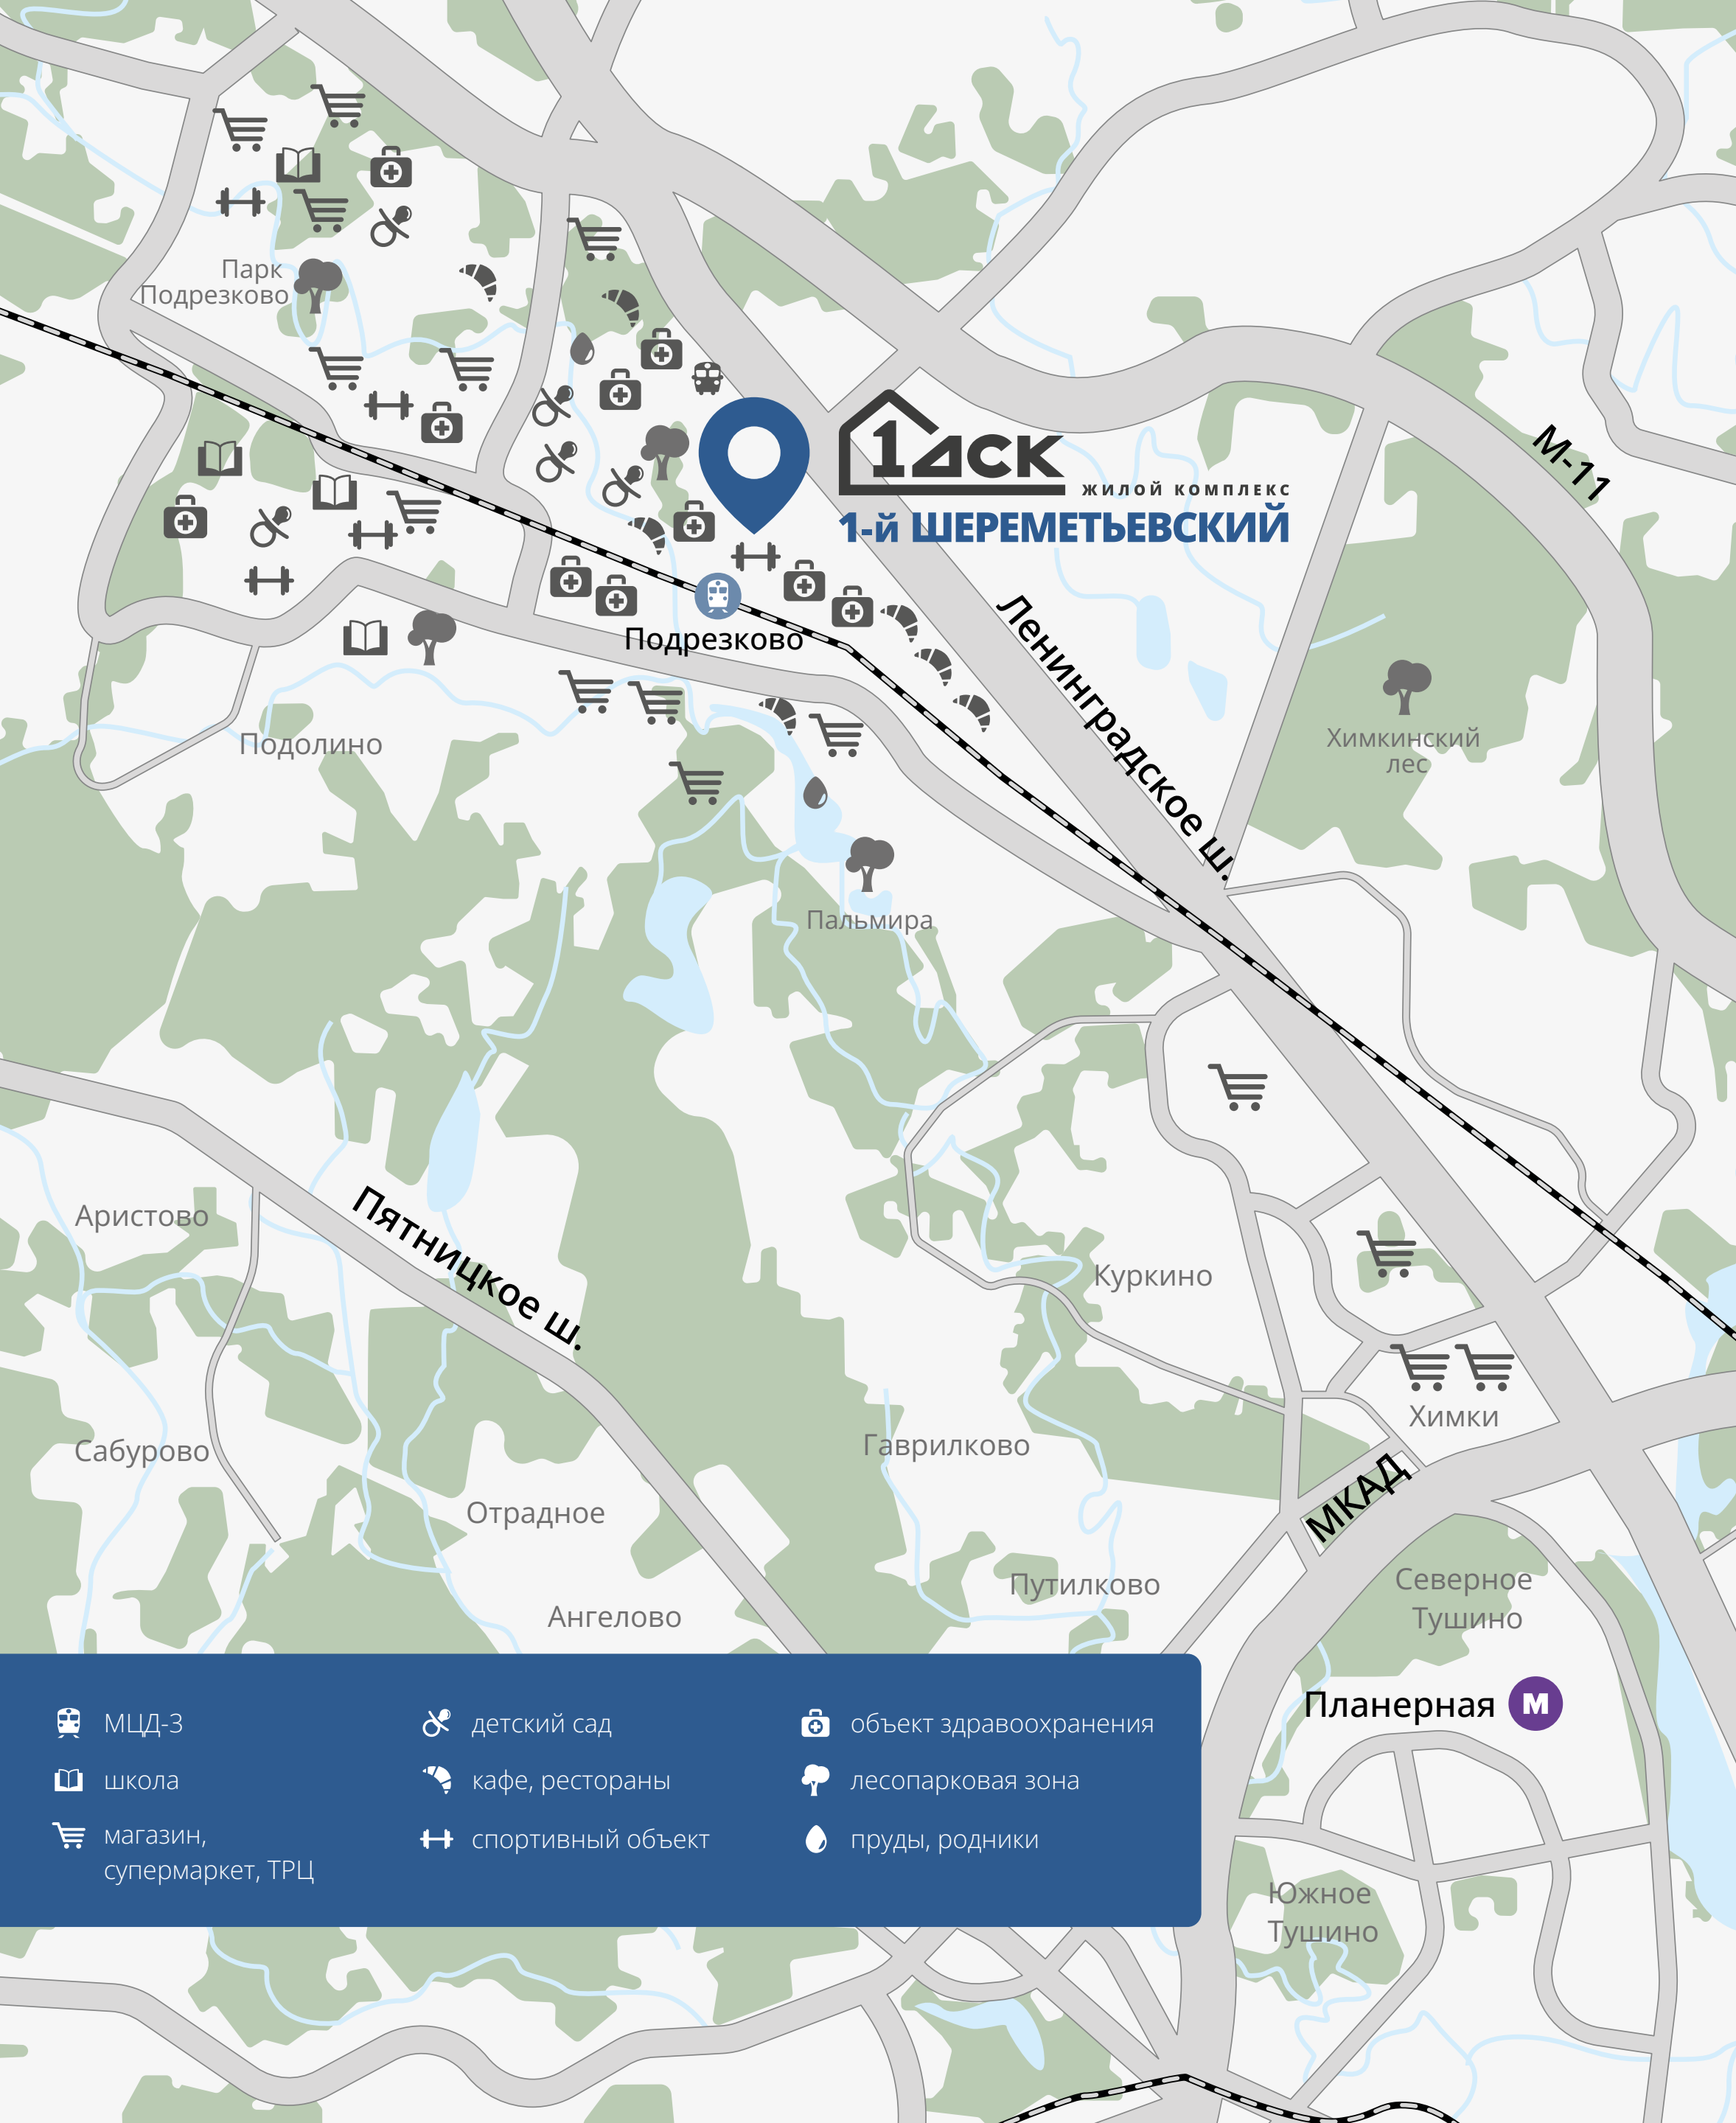 Парк
Подрезково
1 ДСК
ЖИЛОЙ КОМПЛЕКС
1-й ШЕРЕМЕТЬЕВСКИЙ
М-11
Ленинградское ш.
Подрезково
Подолино
Химкинский
лес
Пальмира
Аристово
Пятницкое ш.
Куркино
Сабурово
Гаврилково
Химки
МКАД
Отрадное
Путилково
Северное
Тушино
Ангелово
Планерная М
МЦД-3
школа
магазин,
супермаркет, ТРЦ
детский сад
кафе, рестораны
спортивный объект
объект здравоохранения
лесопарковая зона
пруды, родники
Южное
Тушино